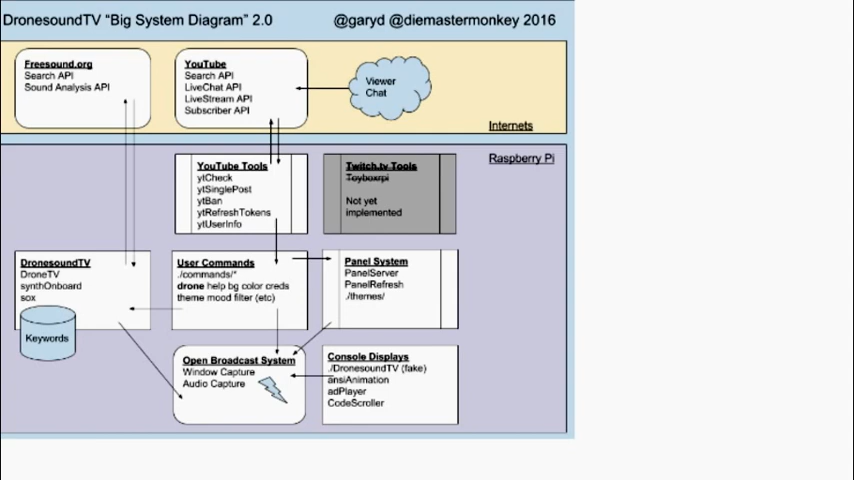 DronesoundTV “Big System Diagram” 2.0
@garyd @diemastermonkey 2016
Freesound.org
Search API
Sound Analysis API
YouTube
Search API
LiveChat API
LiveStream API
Subscriber API
Viewer
Chat
Internets
Raspberry Pi
YouTube Tools
ytCheck
ytSinglePost
ytBan
ytRefreshTokens
ytUserInfo
Twitch.tv Tools
Toyboxrpi
Not yet
implemented
DronesoundTV
DroneTV
synthOnboard
sox
Keywords
User Commands
./commands/*
drone help bg color creds
theme mood filter (etc)
Panel System
PanelServer
PanelRefresh
./themes/
Open Broadcast System
Window Capture
Audio Capture
Console Displays
./DronesoundTV (fake)
ansiAnimation
adPlayer
CodeScroller